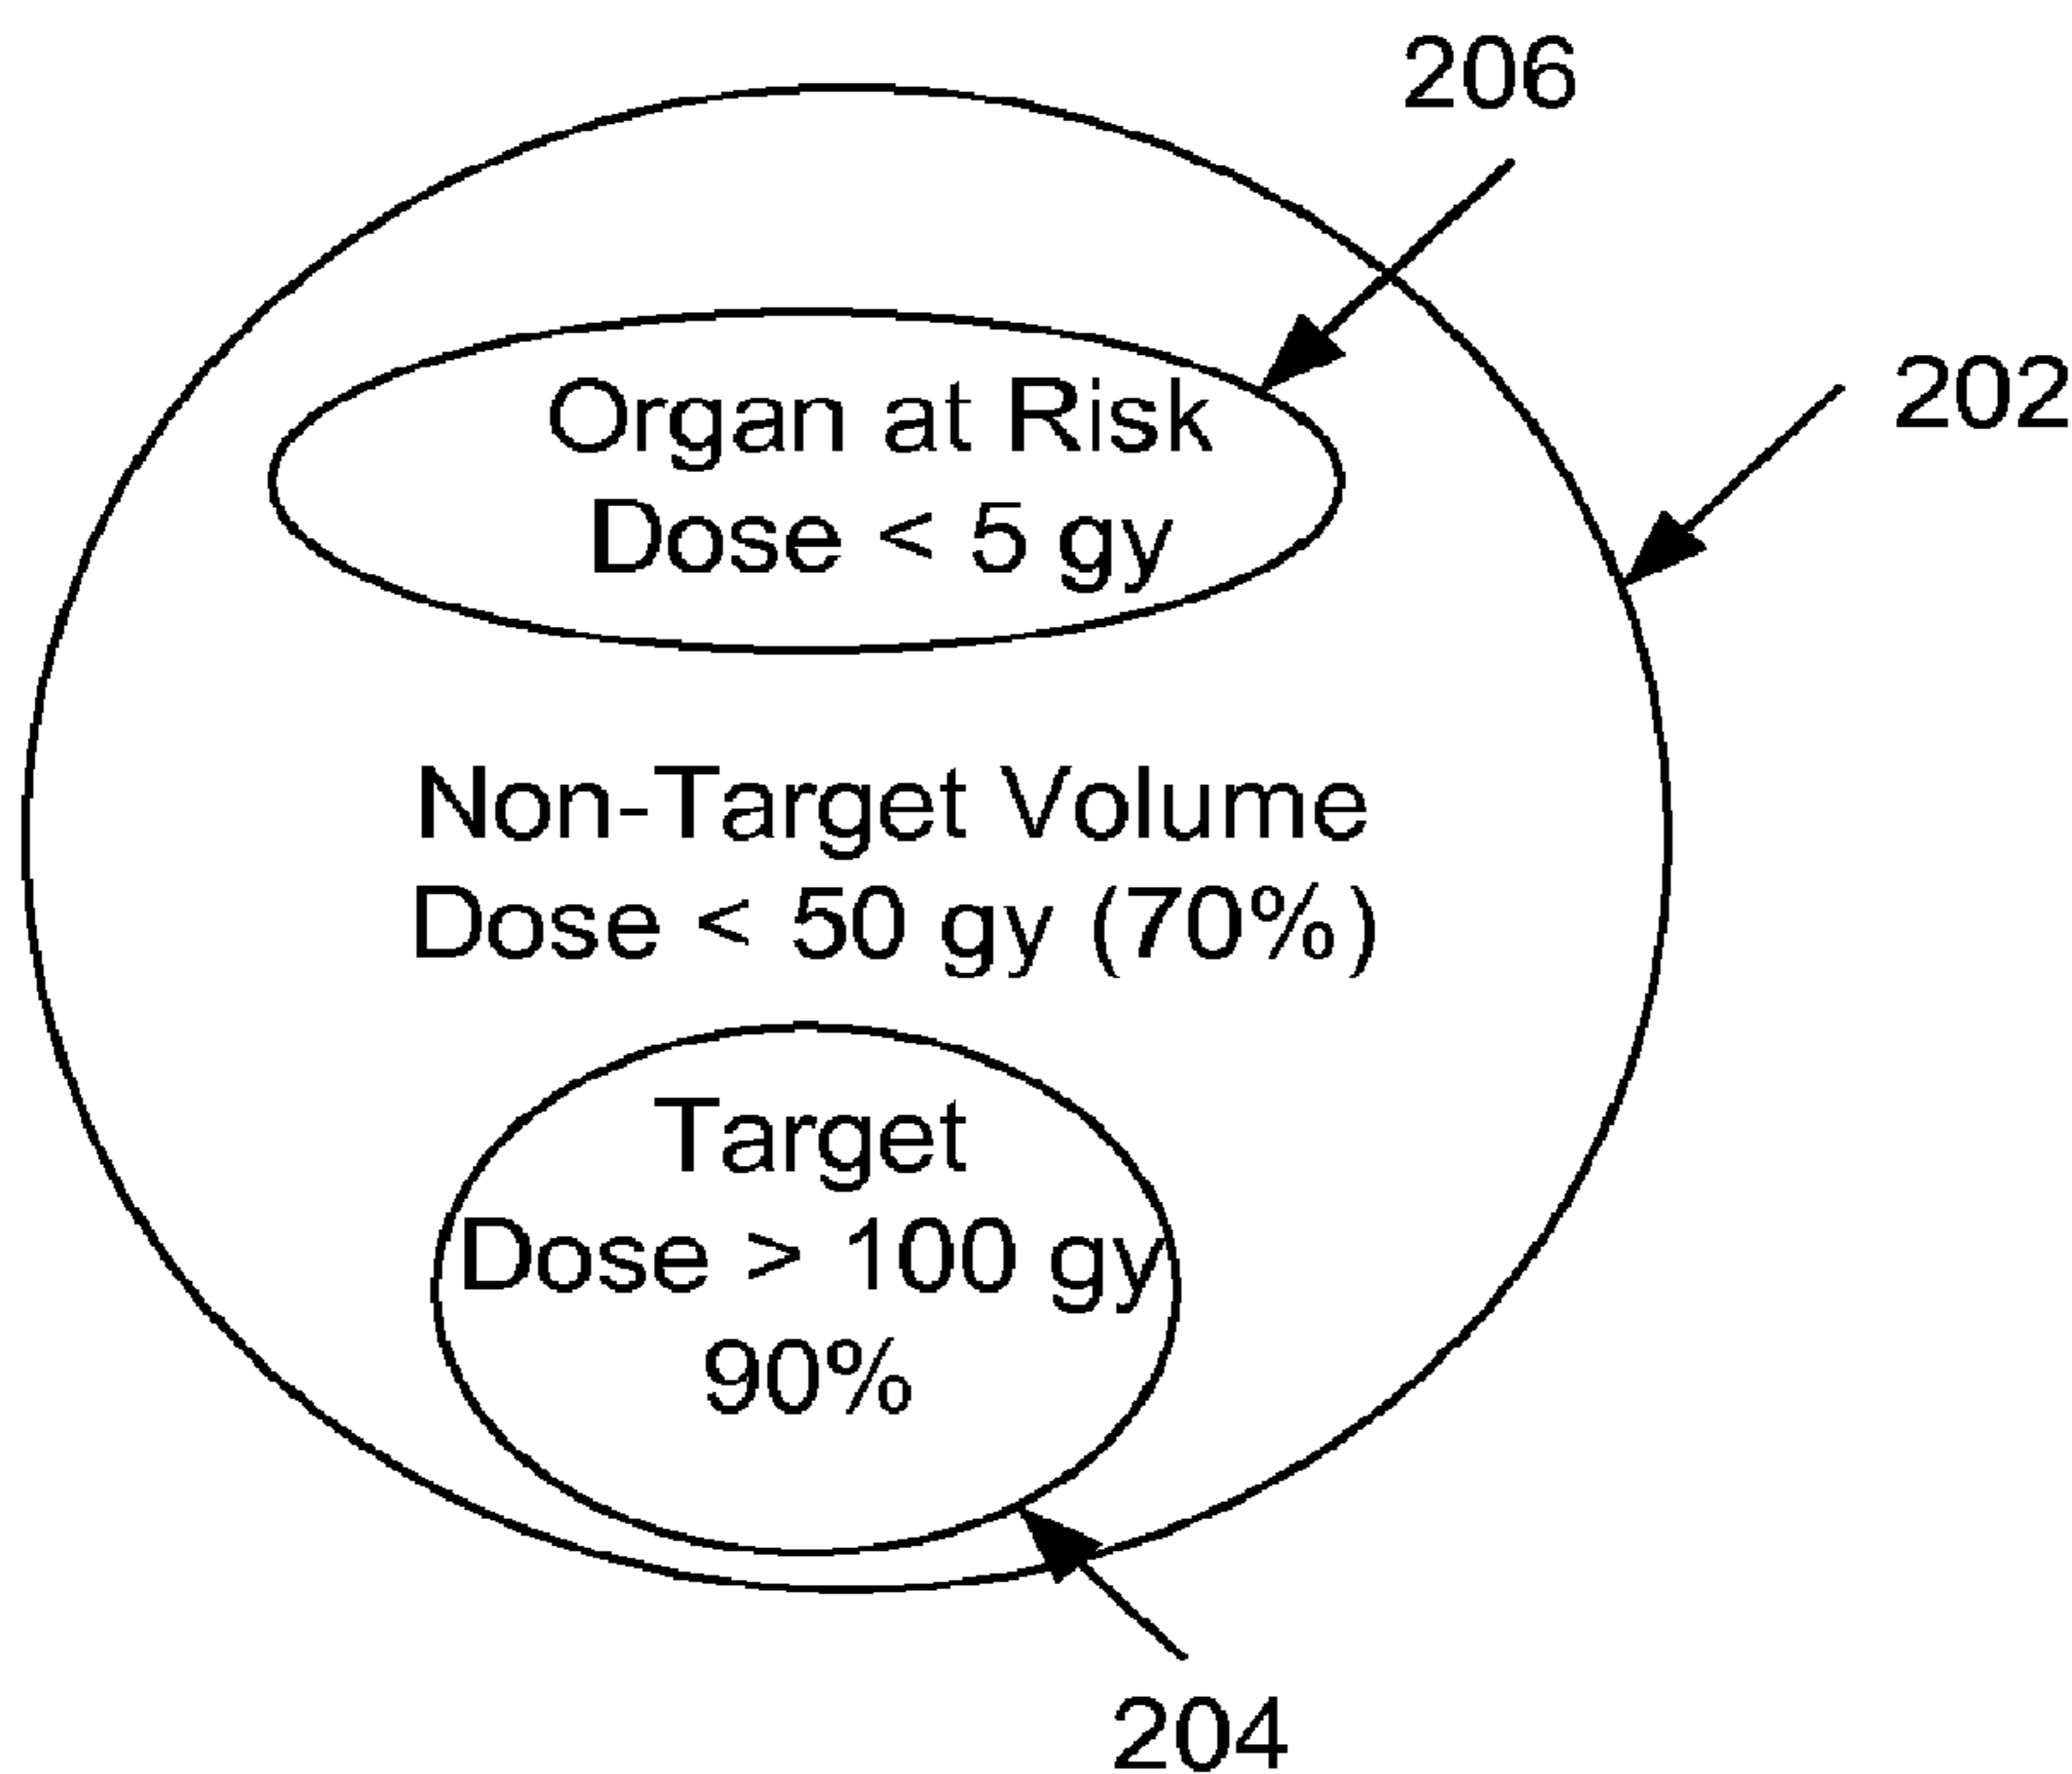 206
202
Organ at Risk
Dose < 5 gy
Non-Target Volume
Dose < 50 gy (70%)
Target
Dose > 100 gy
90%
204